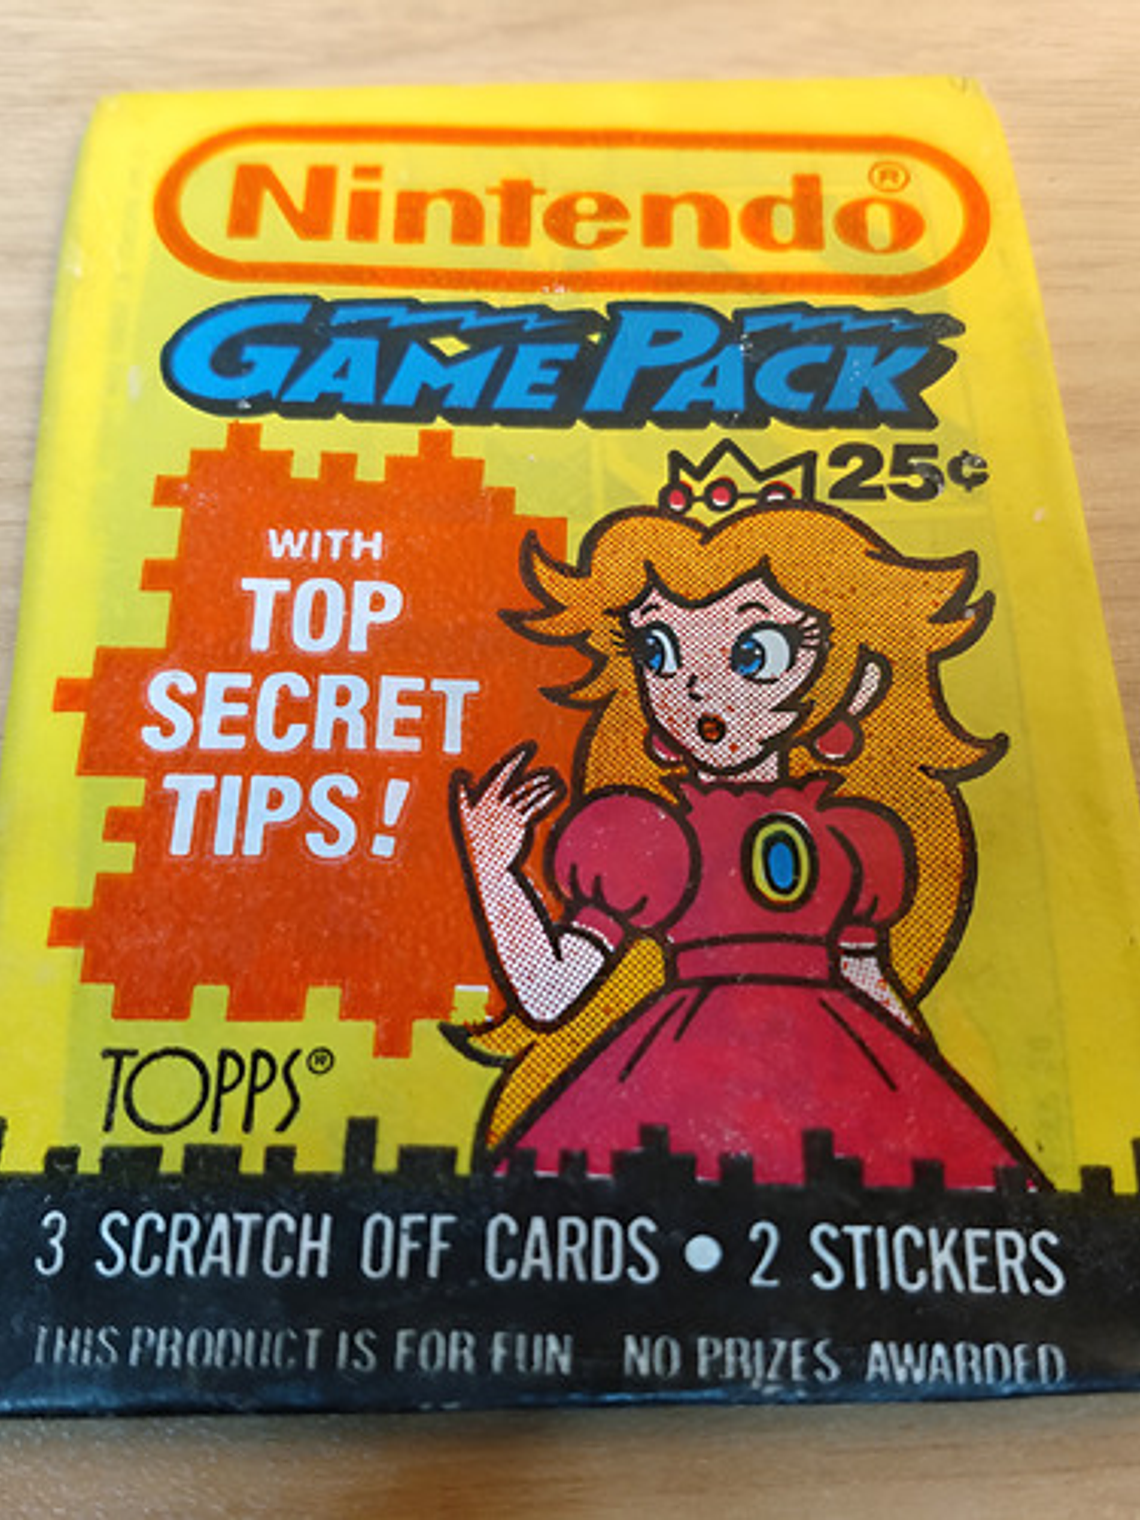 Nintendo®
GAME PACK
25¢
WITH
TOP
SECRET
TIPS!
TOPPS®
3 SCRATCH OFF CARDS • 2 STICKERS
THIS PRODUCT IS FOR FUN NO PRIZES AWARDED